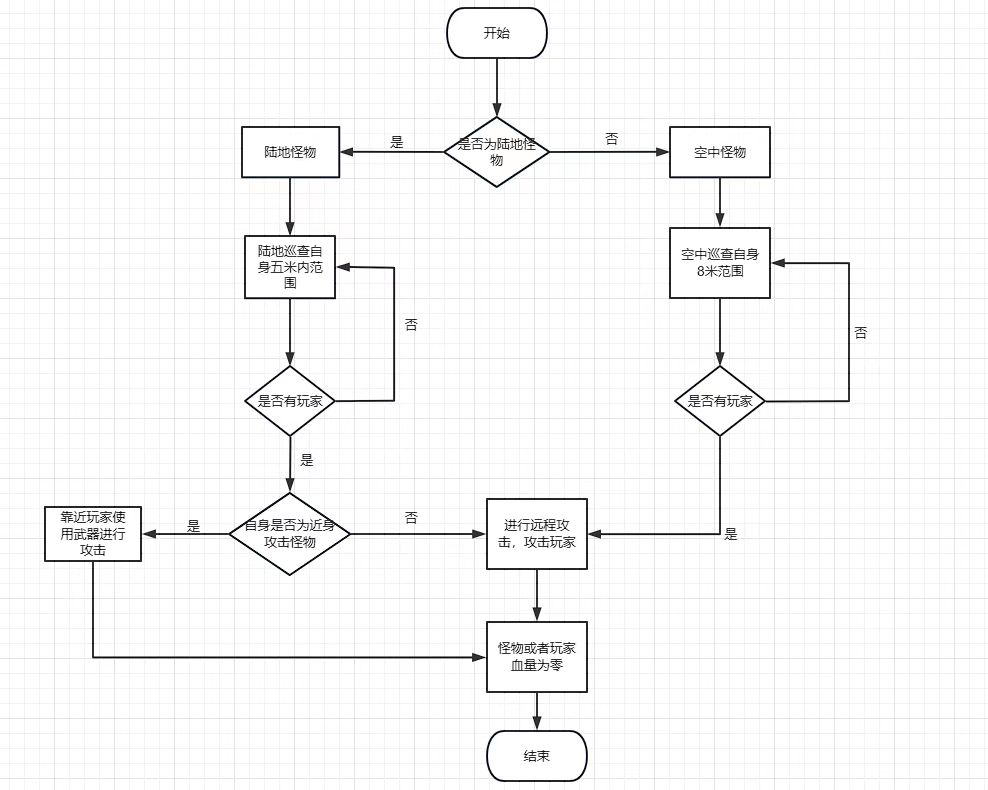 开始
是否为陆地怪
物
是
否
陆地怪物
空中怪物
陆地巡查自
身五米内范
围
空中巡查自身
8米范围
否
否
是否有玩家
是否有玩家
是
靠近玩家使
用武器进行
攻击
是
自身是否为近身
攻击怪物
否
进行远程攻
击，攻击玩家
是
怪物或者玩家
血量为零
结束